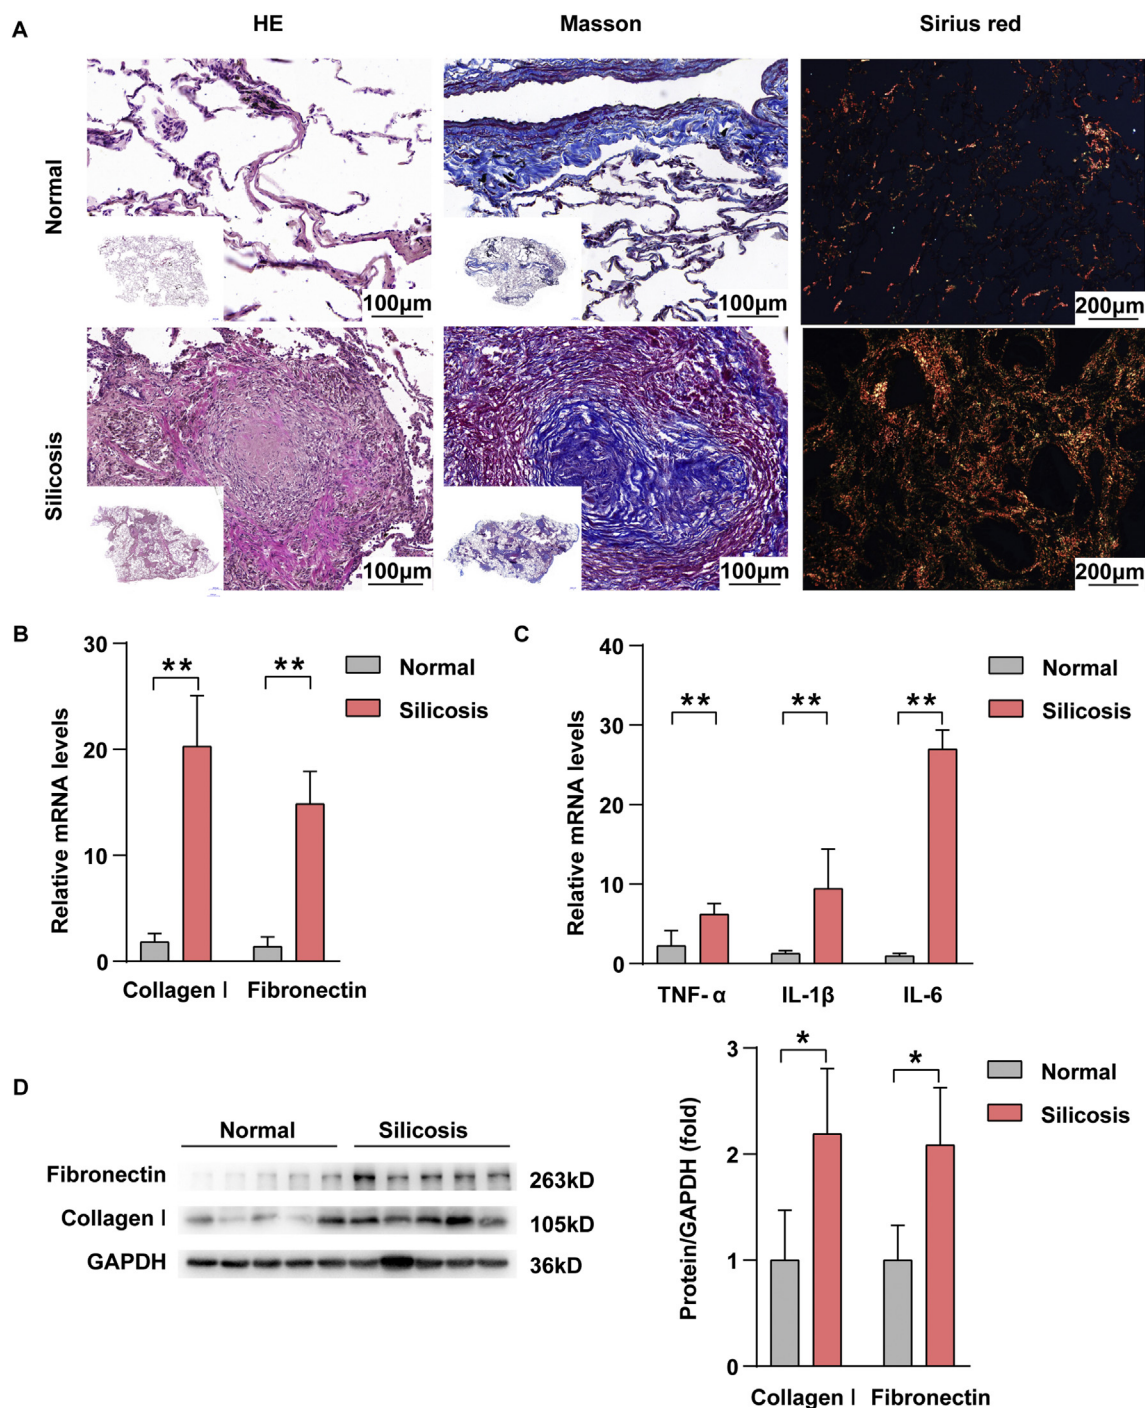 A
HE
Masson
Sirius red
Normal
100μm
100μm
200μm
Silicosis
100μm
100μm
200μm
B
30
20
10
0
Relative mRNA levels
**
**
Normal
Silicosis
Collagen I
Fibronectin
C
40
30
20
10
0
Relative mRNA levels
**
**
**
Normal
Silicosis
TNF- α
IL-1β
IL-6
D
Normal
Silicosis
Fibronectin
263kD
Collagen I
105kD
GAPDH
36kD
3
2
1
0
Protein/GAPDH (fold)
*
*
Normal
Silicosis
Collagen I
Fibronectin